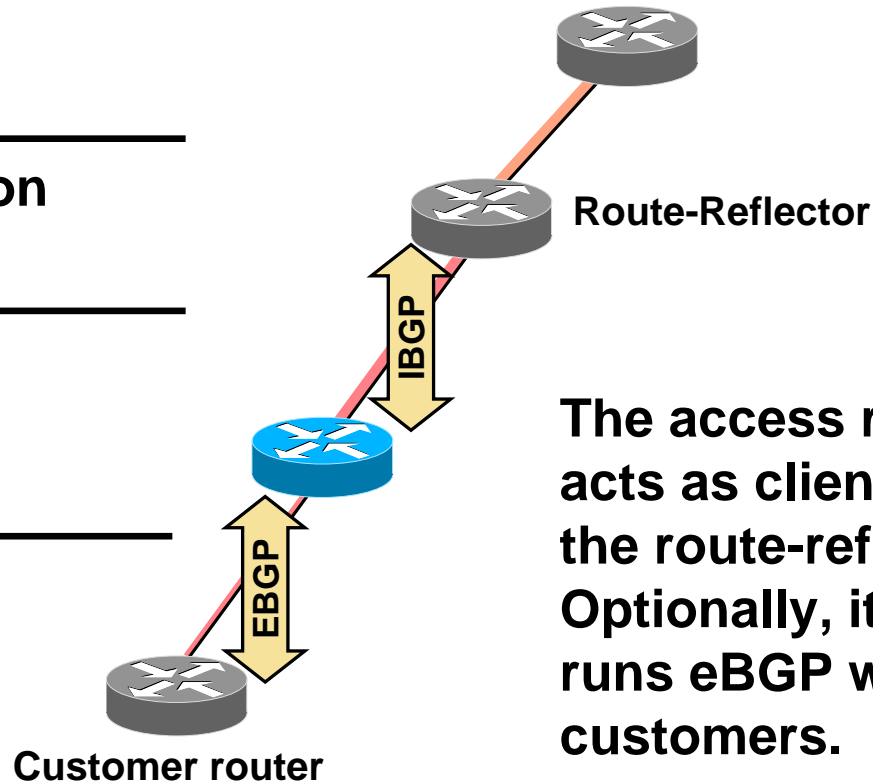 on
Route-Reflector
IBGP
The access r
acts as clien
the route-ref
Optionally, it
runs eBGP w
customers.
EBGP
Customer router